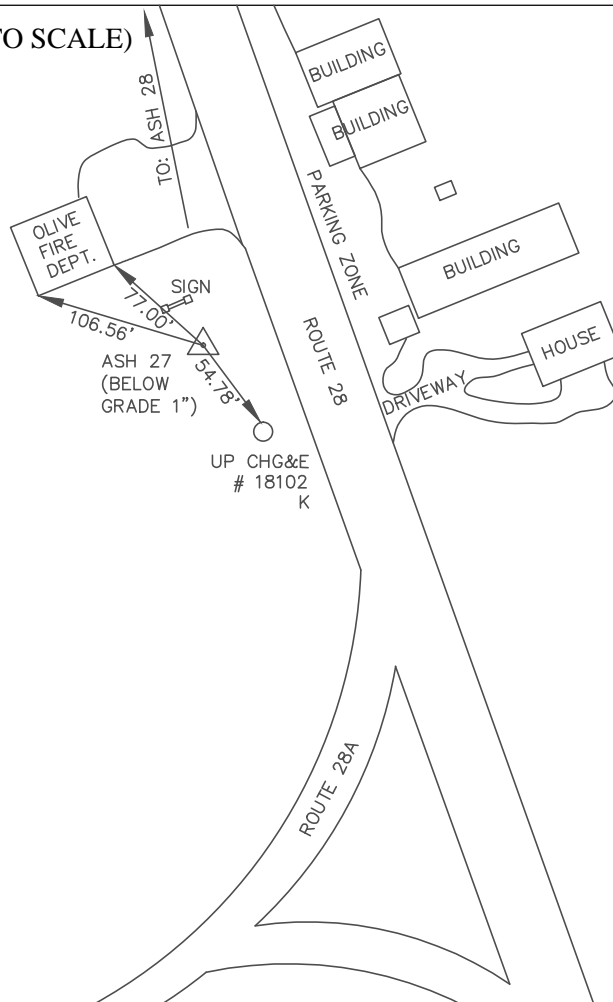 TO SCALE)
BUILDING
TO: ASH 28
BUILDING
PARKING ZONE
OLIVE
FIRE
DEPT.
BUILDING
SIGN
77.00'
106.56'
ROUTE 28
HOUSE
ASH 27
(BELOW
GRADE 1")
54.78'
DRIVEWAY
UP CHG&E
# 18102
K
ROUTE 28A